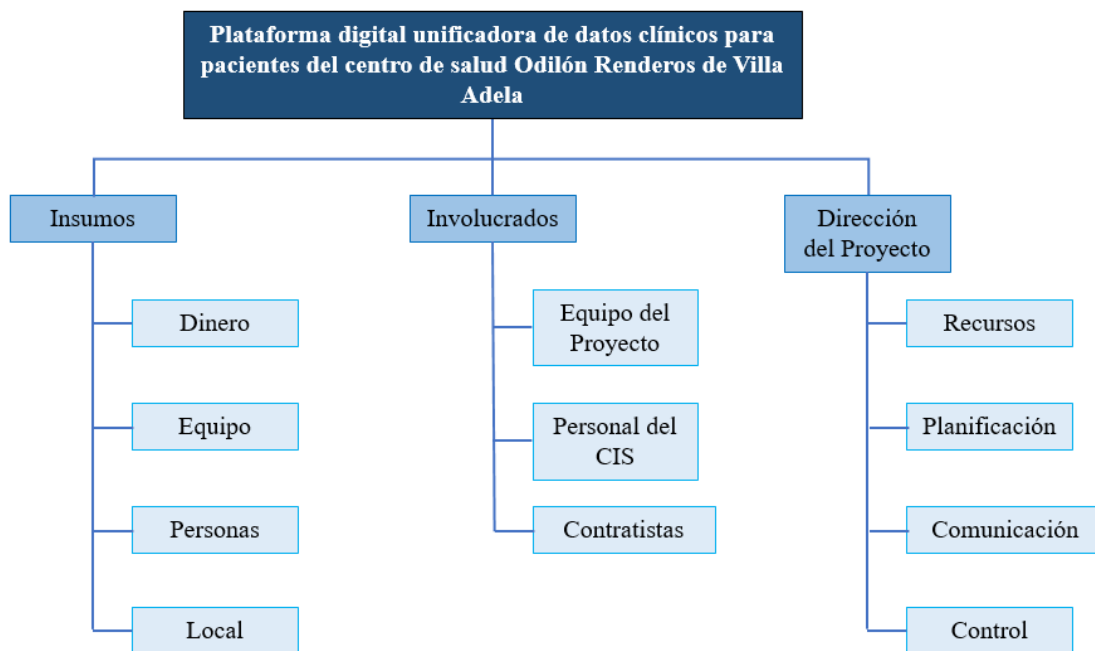 Plataforma digital unificadora de datos clínicos para
pacientes del centro de salud Odilón Renderos de Villa
Adela
Insumos
Dinero
Equipo
Personas
Local
Involucrados
Equipo del
Proyecto
Personal del
CIS
Contratistas
Dirección
del Proyecto
Recursos
Planificación
Comunicación
Control